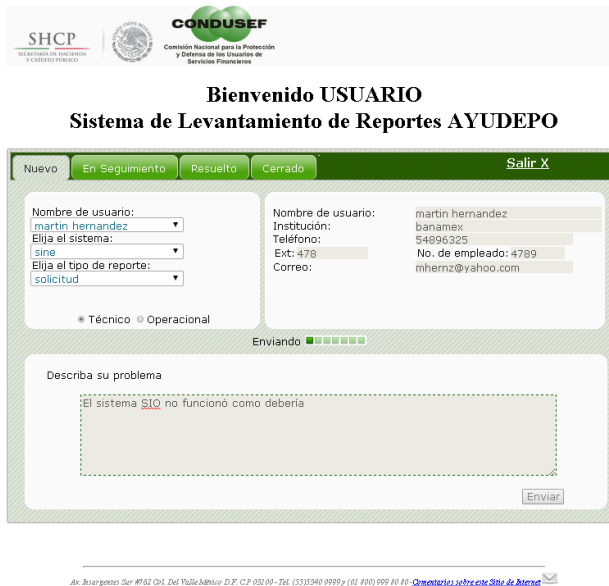 SHCP
SECRETARÍA DE HACIENDA
Y CRÉDITO PÚBLICO
CONDUSEF
Comisión Nacional para la Protección
y Defensa de los Usuarios de
Servicios Financieros
Bienvenido USUARIO
Sistema de Levantamiento de Reportes AYUDEPO
Nuevo En Seguimiento Resuelto Cerrado Salir X
Nombre de usuario:
martin hernandez
Elija el sistema:
sine
Elija el tipo de reporte:
solicitud
Técnico Operacional
Nombre de usuario: martin hernandez
Institución: banamex
Teléfono: 54896325
Ext: 478 No. de empleado: 4789
Correo: mhernz@yahoo.com
Enviando
Describa su problema
El sistema SIO no funcionó como debería
Enviar
Av. Insurgentes Sur #762 Col. Del Valle México D.F. C.P 03100 - Tel. (55)5340 0999 y (01 800) 999 80 80 - Comentarios sobre este Sitio de Internet